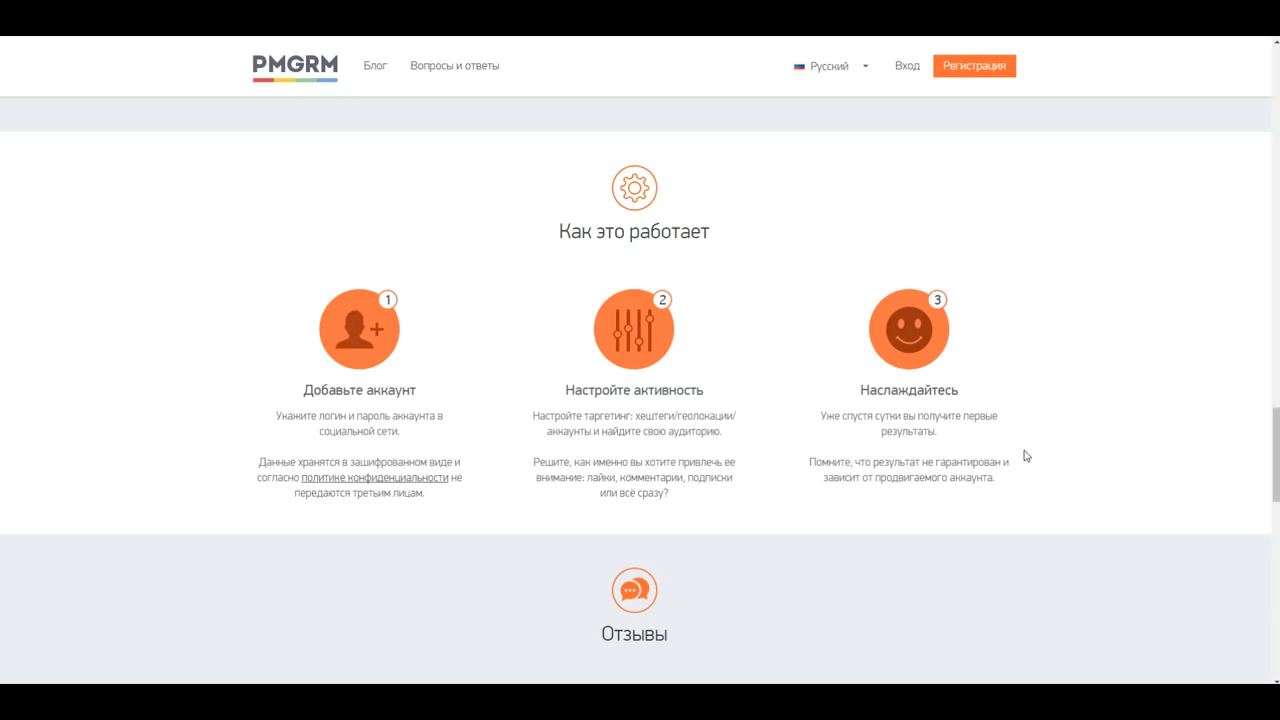 PMGRM
Блог
Вопросы и ответы
Русский
Вход
Регистрация
Как это работает
1
Добавьте аккаунт
Укажите логин и пароль аккаунта в
социальной сети.
Данные хранятся в зашифрованном виде и
согласно политике конфиденциальности не
передаются третьим лицам.
2
Настройте активность
Настройте таргетинг: хештеги/геолокации/
аккаунты и найдите свою аудиторию.
Решите, как именно вы хотите привлечь ее
внимание: лайки, комментарии, подписки
или всё сразу?
3
Наслаждайтесь
Уже спустя сутки вы получите первые
результаты.
Помните, что результат не гарантирован и
зависит от продвигаемого аккаунта.
Отзывы